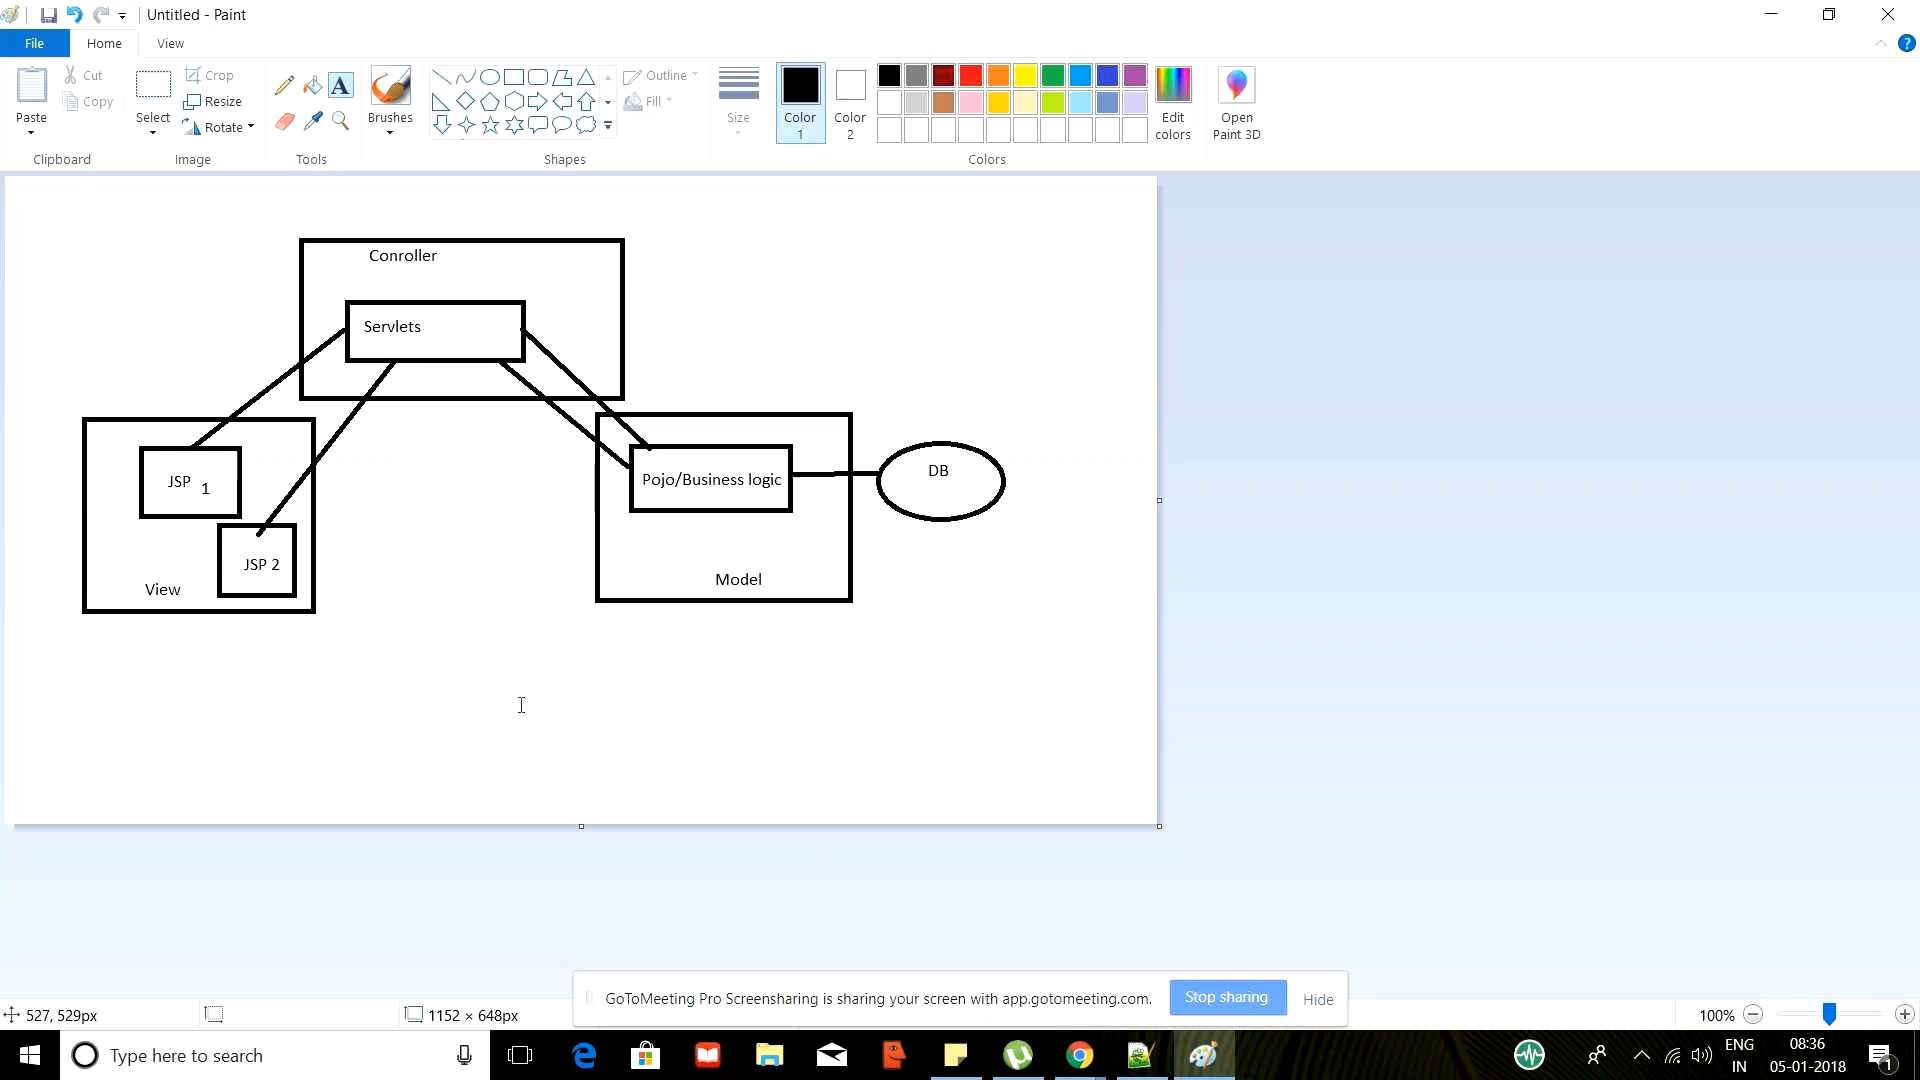 Untitled - Paint
File
Home
View
Paste
Cut
Copy
Clipboard
Select
Crop
Resize
Rotate
Image
A
Tools
Brushes
Outline
Fill
Shapes
Size
Color
1
Color
2
Edit
colors
Colors
Open
Paint 3D
?
Conroller
Servlets
JSP 1
JSP 2
View
Pojo/Business logic
Model
DB
GoToMeeting Pro Screensharing is sharing your screen with app.gotomeeting.com.
Stop sharing
Hide
527, 529px
1152 × 648px
100%
Type here to search
ENG
IN
08:36
05-01-2018
1